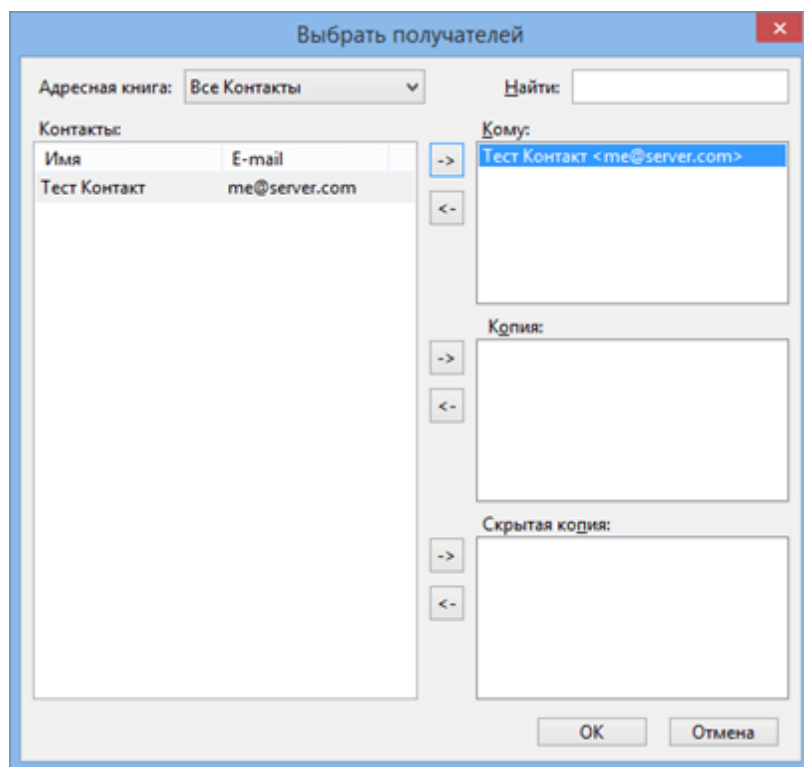 Выбрать получателей
Адресная книга: Все Контакты Найти:
Контакты: Кому:
Имя E-mail -> Тест Контакт <me@server.com>
Тест Контакт me@server.com
<-
Копия:
->
<-
Скрытая копия:
->
<-
OK Отмена